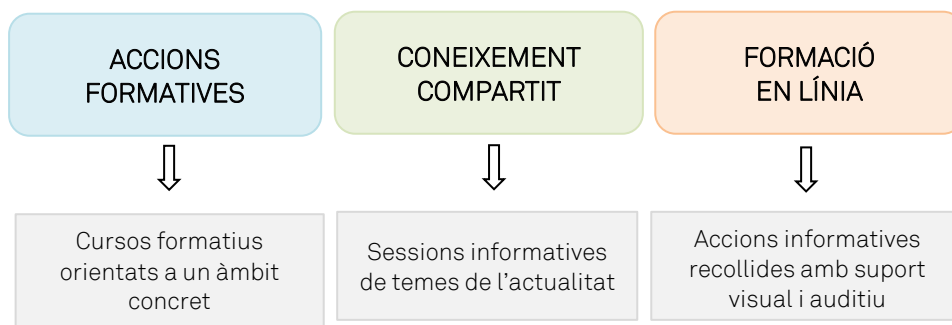 ACCIONS
FORMATIVES
CONEIXEMENT
COMPARTIT
FORMACIÓ
EN LÍNIA
Cursos formatius
orientats a un àmbit
concret
Sessions informatives
de temes de l’actualitat
Accions informatives
recollides amb suport
visual i auditiu